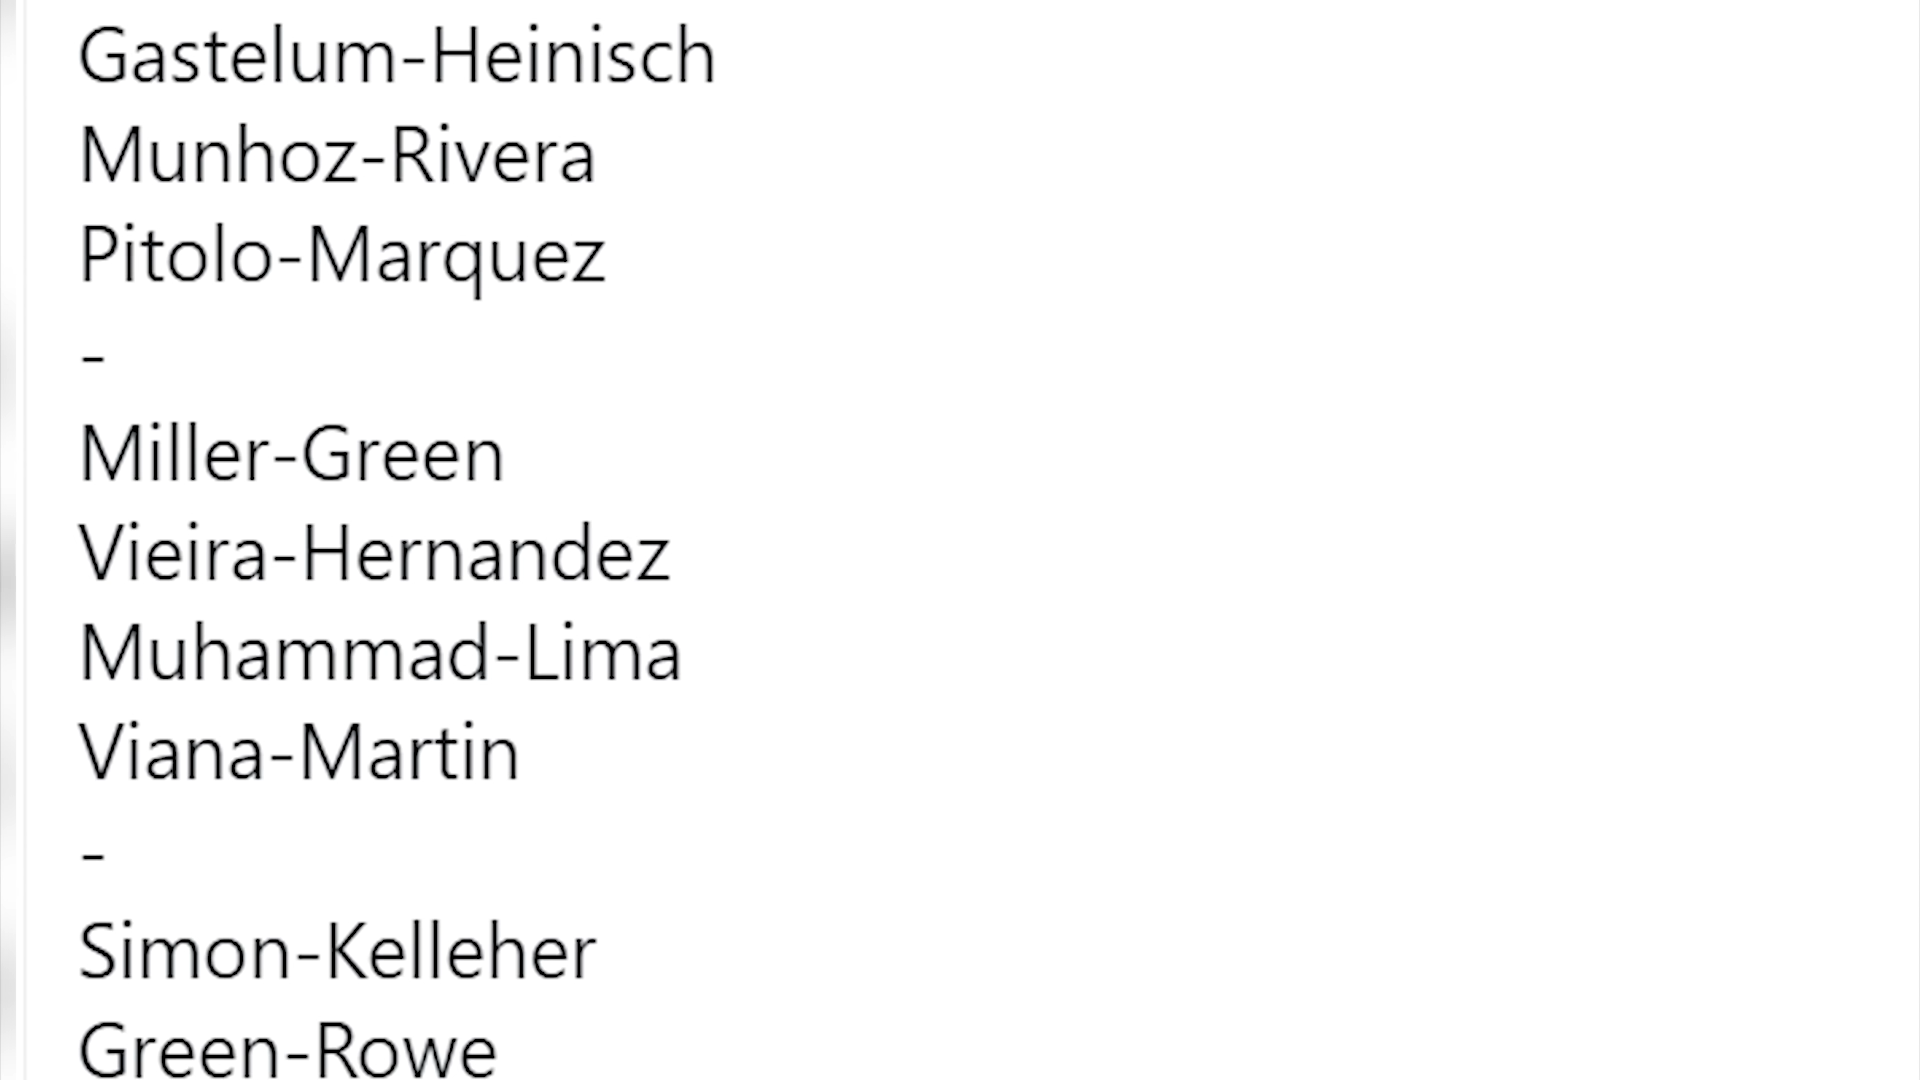 Gastelum-Heinisch
Munhoz-Rivera
Pitolo-Marquez
-
Miller-Green
Vieira-Hernandez
Muhammad-Lima
Viana-Martin
-
Simon-Kelleher
Green-Rowe